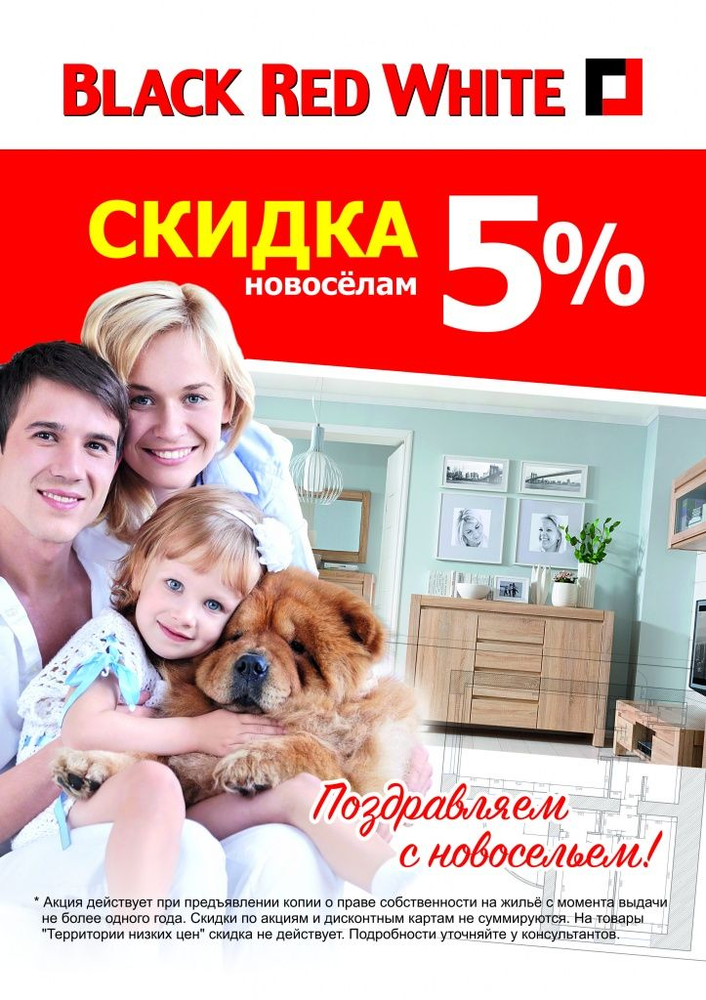 BLACK RED WHITE
СКИДКА
новосёлам
5%
Поздравляем
с новосельем!
* Акция действует при предъявлении копии о праве собственности на жильё с момента выдачи
не более одного года. Скидки по акциям и дисконтным картам не суммируются. На товары
"Территории низких цен" скидка не действует. Подробности уточняйте у консультантов.